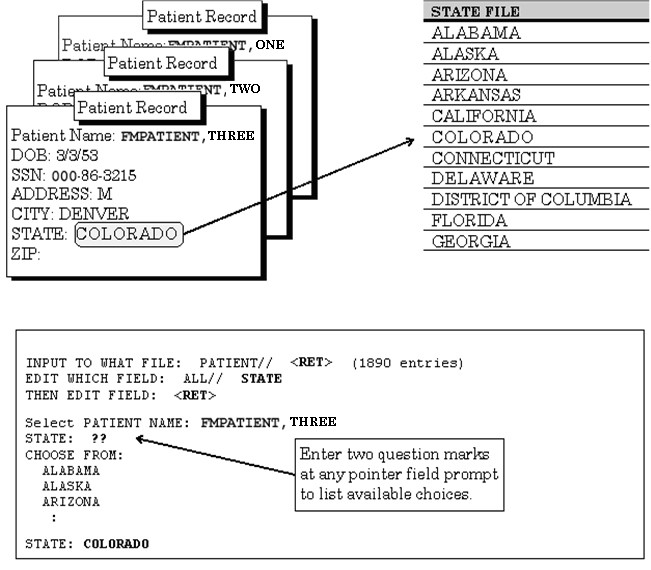 Patient Record
Patient Name: FMPATIENT, ONE
Patient Record
Patient Name: FMPATIENT, TWO
Patient Record
Patient Name: FMPATIENT, THREE
DOB: 3/3/53
SSN: 000-86-3215
ADDRESS: M
CITY: DENVER
STATE: COLORADO
ZIP:
STATE FILE
ALABAMA
ALASKA
ARIZONA
ARKANSAS
CALIFORNIA
COLORADO
CONNECTICUT
DELAWARE
DISTRICT OF COLUMBIA
FLORIDA
GEORGIA
INPUT TO WHAT FILE: PATIENT// <RET> (1890 entries)
EDIT WHICH FIELD: ALL// STATE
THEN EDIT FIELD: <RET>
Select PATIENT NAME: FMPATIENT, THREE
STATE: ??
CHOOSE FROM:
ALABAMA
ALASKA
ARIZONA
:
STATE: COLORADO
Enter two question marks
at any pointer field prompt
to list available choices.